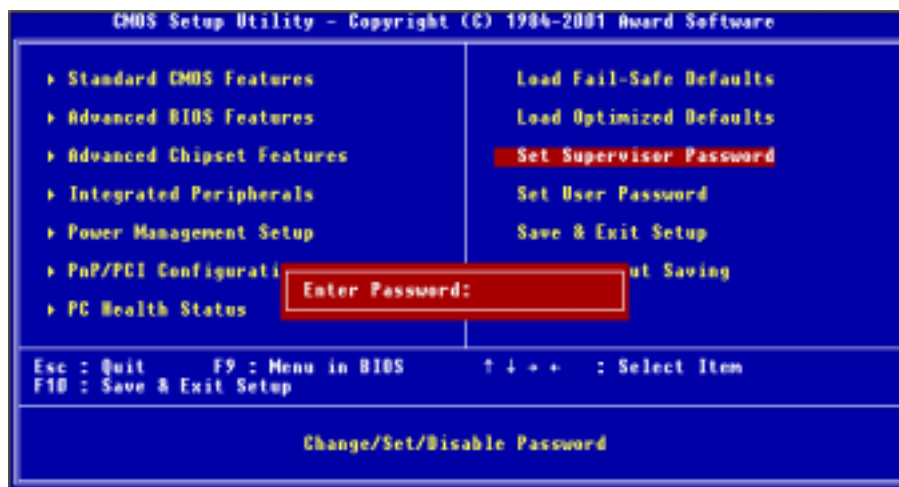 CMOS Setup Utility - Copyright (C) 1984-2001 Award Software
▸ Standard CMOS Features
▸ Advanced BIOS Features
▸ Advanced Chipset Features
▸ Integrated Peripherals
▸ Power Management Setup
▸ PnP/PCI Configurati
▸ PC Health Status
Load Fail-Safe Defaults
Load Optimized Defaults
Set Supervisor Password
Set User Password
Save & Exit Setup
ut Saving
Enter Password:
Esc : Quit F9 : Menu in BIOS ↑ ↓ → ← : Select Item
F10 : Save & Exit Setup
Change/Set/Disable Password